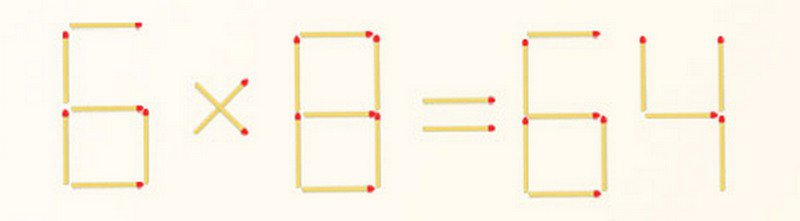 6 × 8 = 64